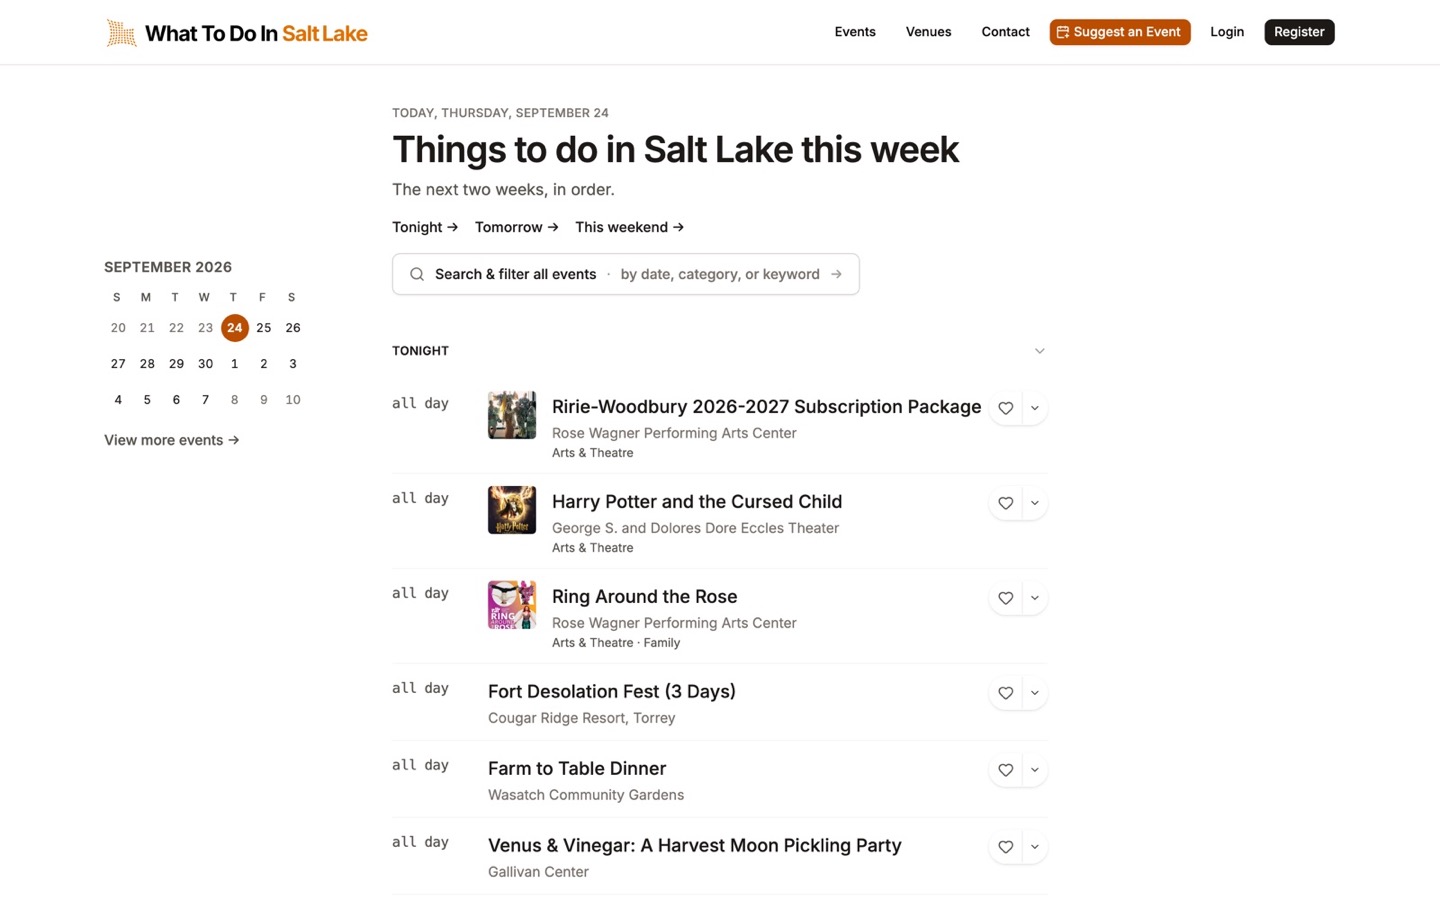 What To Do In Salt Lake
Events
Venues
Contact
Suggest an Event
Login
Register
TODAY, THURSDAY, SEPTEMBER 24
Things to do in Salt Lake this week
The next two weeks, in order.
Tonight →
Tomorrow →
This weekend →
Search & filter all events · by date, category, or keyword →
SEPTEMBER 2026
S M T W T F S
20 21 22 23 24 25 26
27 28 29 30 1 2 3
4 5 6 7 8 9 10
View more events →
TONIGHT
all day
Ririe-Woodbury 2026-2027 Subscription Package
Rose Wagner Performing Arts Center
Arts & Theatre
all day
Harry Potter
Harry Potter and the Cursed Child
George S. and Dolores Dore Eccles Theater
Arts & Theatre
all day
RING
AROUND
ROSE
Ring Around the Rose
Rose Wagner Performing Arts Center
Arts & Theatre · Family
all day
Fort Desolation Fest (3 Days)
Cougar Ridge Resort, Torrey
all day
Farm to Table Dinner
Wasatch Community Gardens
all day
Venus & Vinegar: A Harvest Moon Pickling Party
Gallivan Center